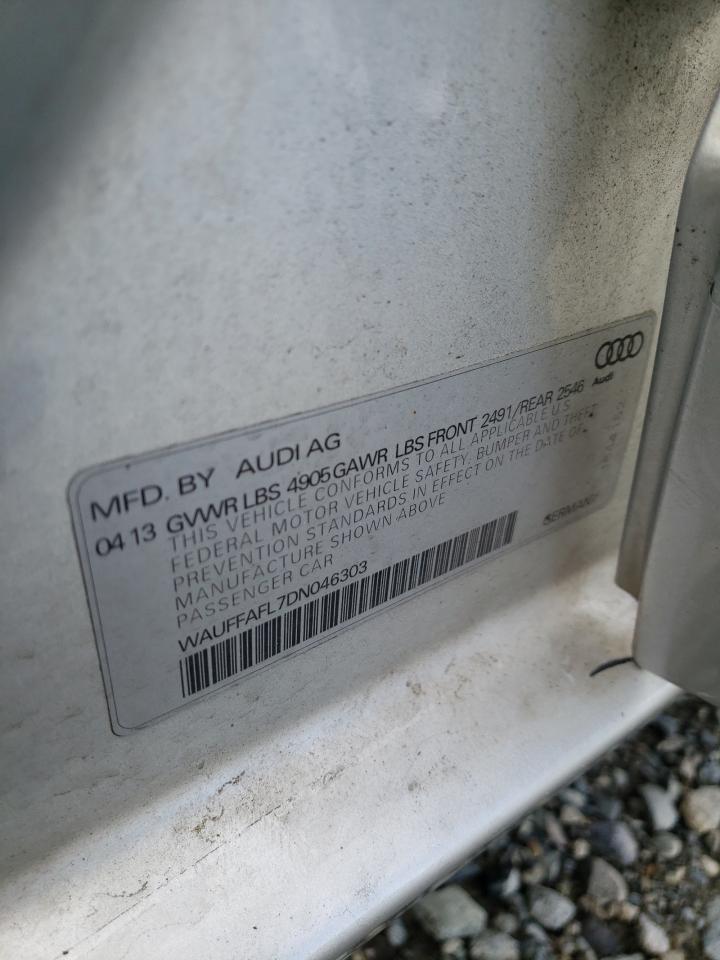 Audi
MFD. BY AUDI AG
04 13 GVWR LBS 4905 GAWR LBS FRONT 2491/REAR 2546
THIS VEHICLE CONFORMS TO ALL APPLICABLE U.S.
FEDERAL MOTOR VEHICLE SAFETY, BUMPER AND THEFT
PREVENTION STANDARDS IN EFFECT ON THE DATE OF
MANUFACTURE SHOWN ABOVE
PASSENGER CAR
WAUFFAFL7DN046303
GERMANY